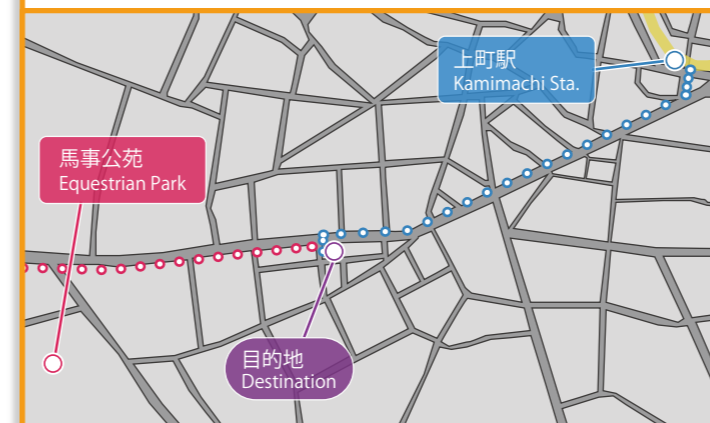 上町駅
Kamimachi Sta.
馬事公苑
Equestrian Park
目的地
Destination